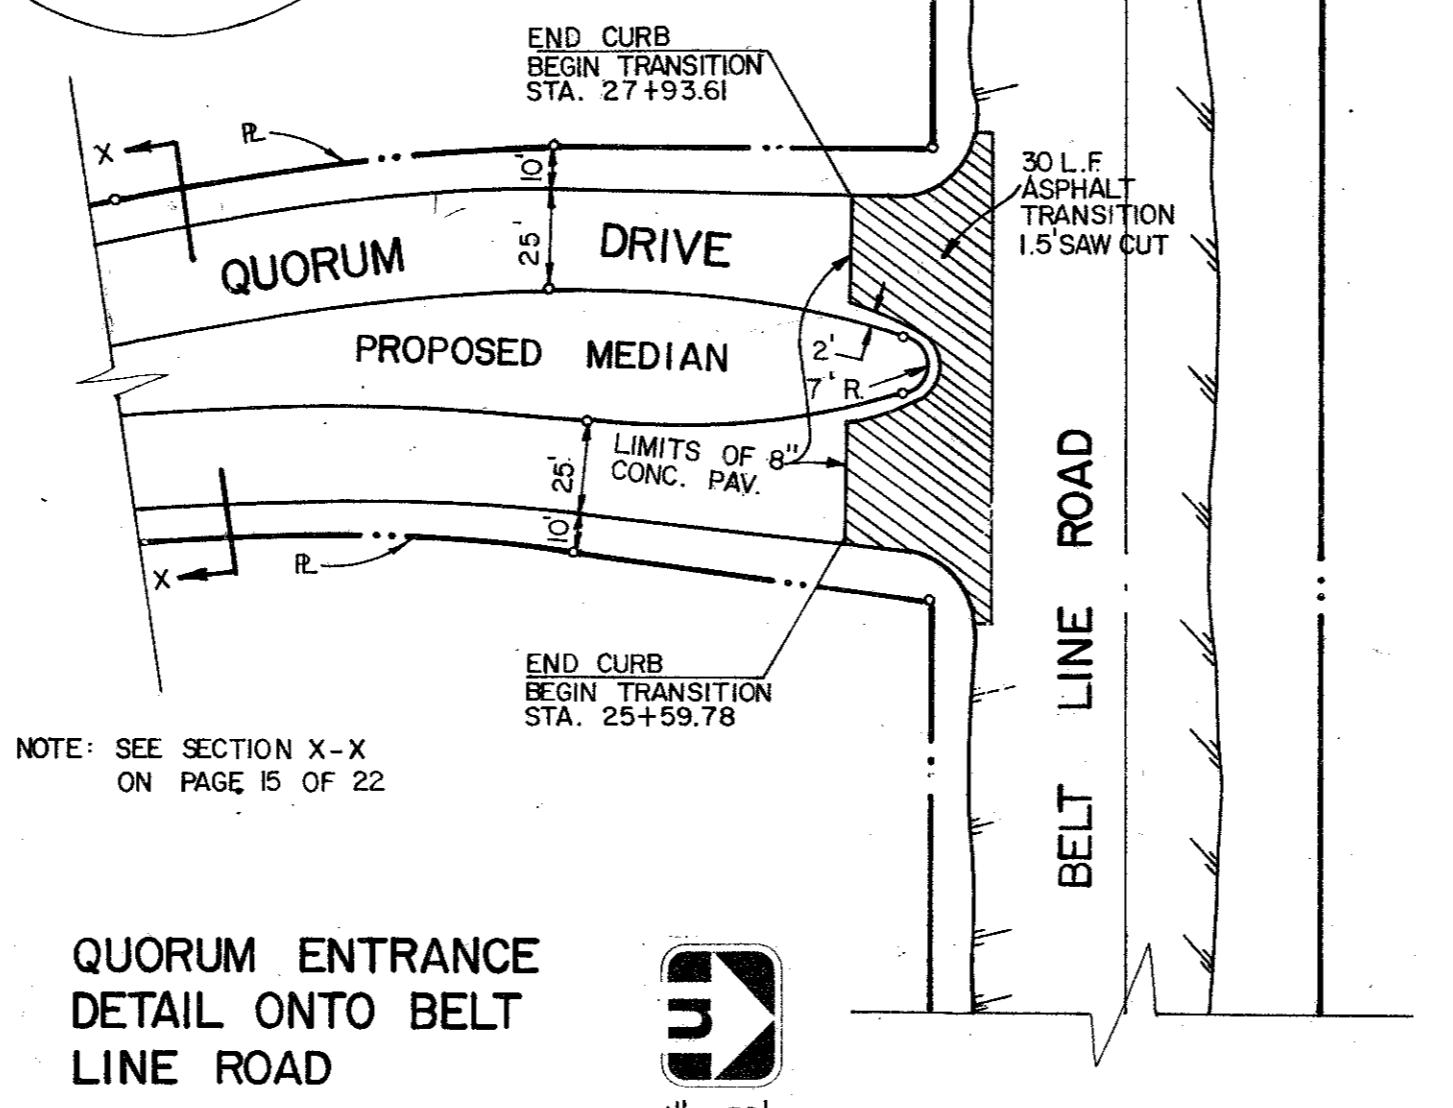 END CURB
BEGIN TRANSITION
STA. 27+93.61
X
PL
10'
30 L.F.
ASPHALT
TRANSITION
1.5' SAW CUT
25'
QUORUM DRIVE
PROPOSED MEDIAN
2'
7' R.
LIMITS OF 8"
CONC. PAV.
25'
10'
PL
X
BELT LINE ROAD
END CURB
BEGIN TRANSITION
STA. 25+59.78
NOTE: SEE SECTION X-X
ON PAGE 15 OF 22
QUORUM ENTRANCE
DETAIL ONTO BELT
LINE ROAD